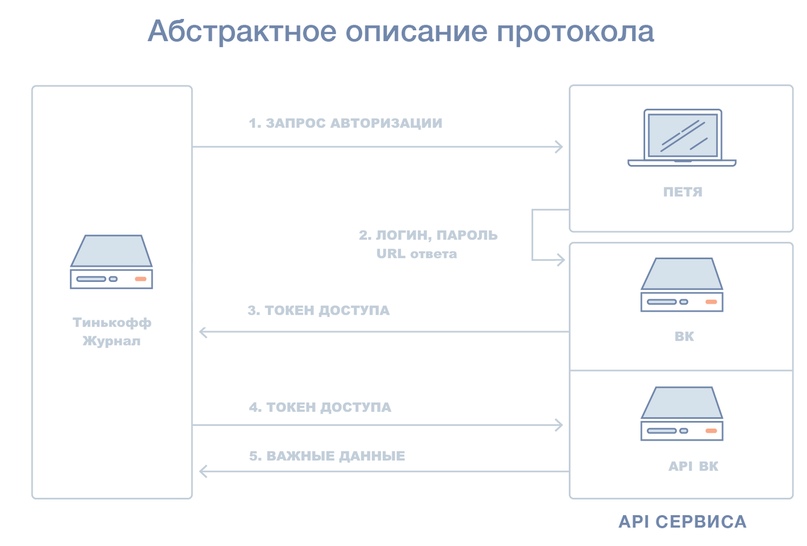 Абстрактное описание протокола
1. ЗАПРОС АВТОРИЗАЦИИ
ПЕТЯ
2. ЛОГИН, ПАРОЛЬ
URL ответа
3. ТОКЕН ДОСТУПА
Тинькофф
Журнал
ВК
4. ТОКЕН ДОСТУПА
5. ВАЖНЫЕ ДАННЫЕ
API ВК
API СЕРВИСА